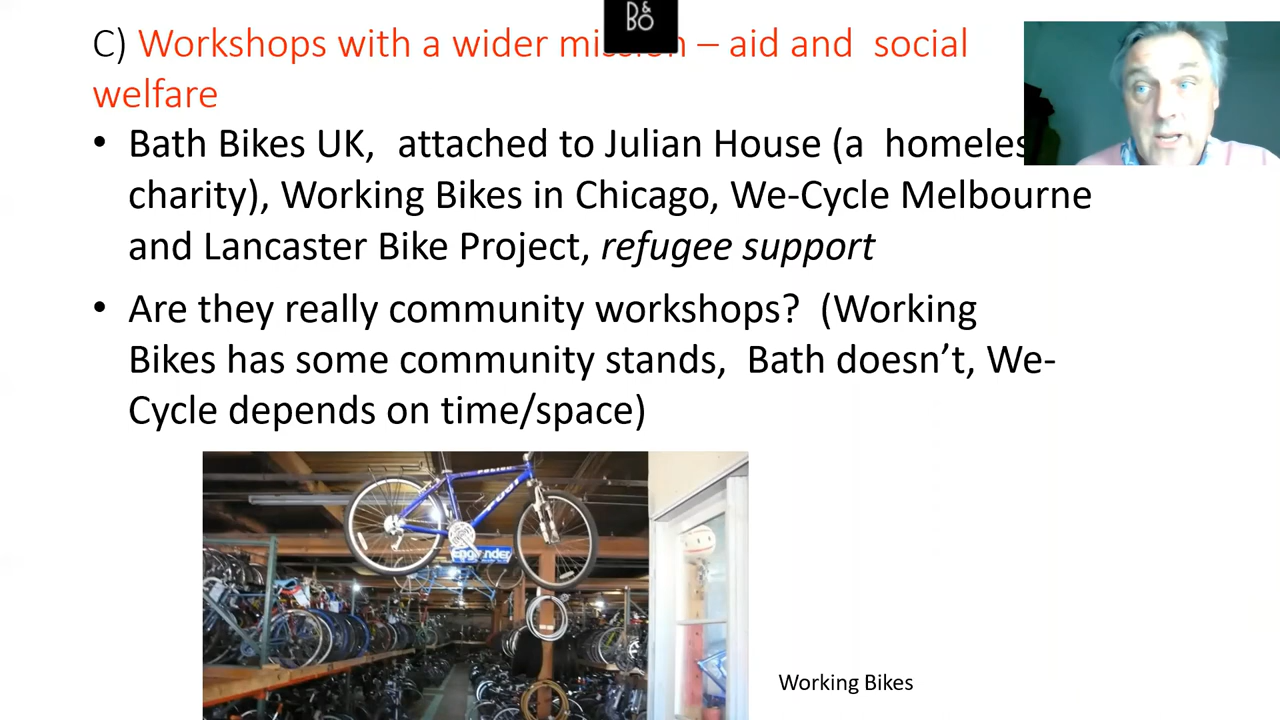 B&O
C) Workshops with a wider – aid and social
welfare
• Bath Bikes UK, attached to Julian House (a
charity), Working Bikes in Chicago, We-Cycle Melbourne
and Lancaster Bike Project, refugee support
• Are they really community workshops? (Working
Bikes has some community stands, Bath doesn’t, We-
Cycle depends on time/space)
Working Bikes